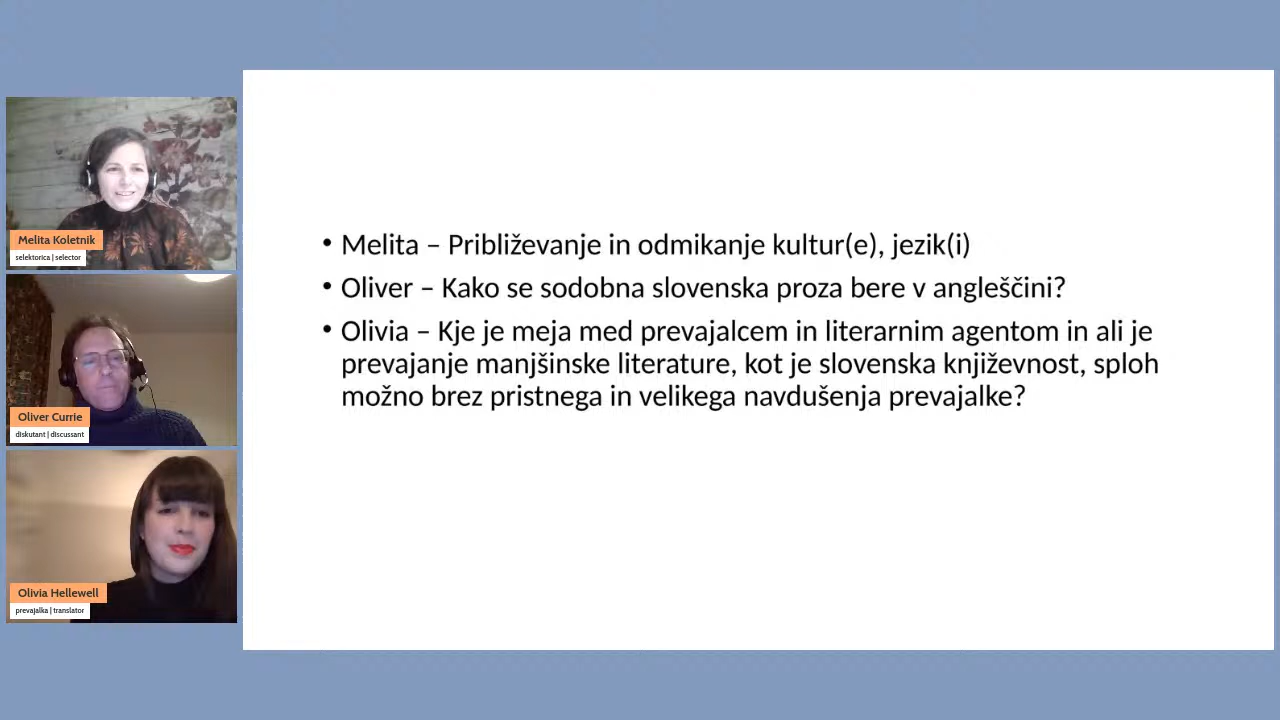 Melita Koletnik
selektorica | selector
Oliver Currie
diskutant | discussant
Olivia Hellewell
prevajalka | translator
• Melita – Približevanje in odmikanje kultur(e), jezik(i)
• Oliver – Kako se sodobna slovenska proza bere v angleščini?
• Olivia – Kje je meja med prevajalcem in literarnim agentom in ali je
prevajanje manjšinske literature, kot je slovenska književnost, sploh
možno brez pristnega in velikega navdušenja prevajalke?